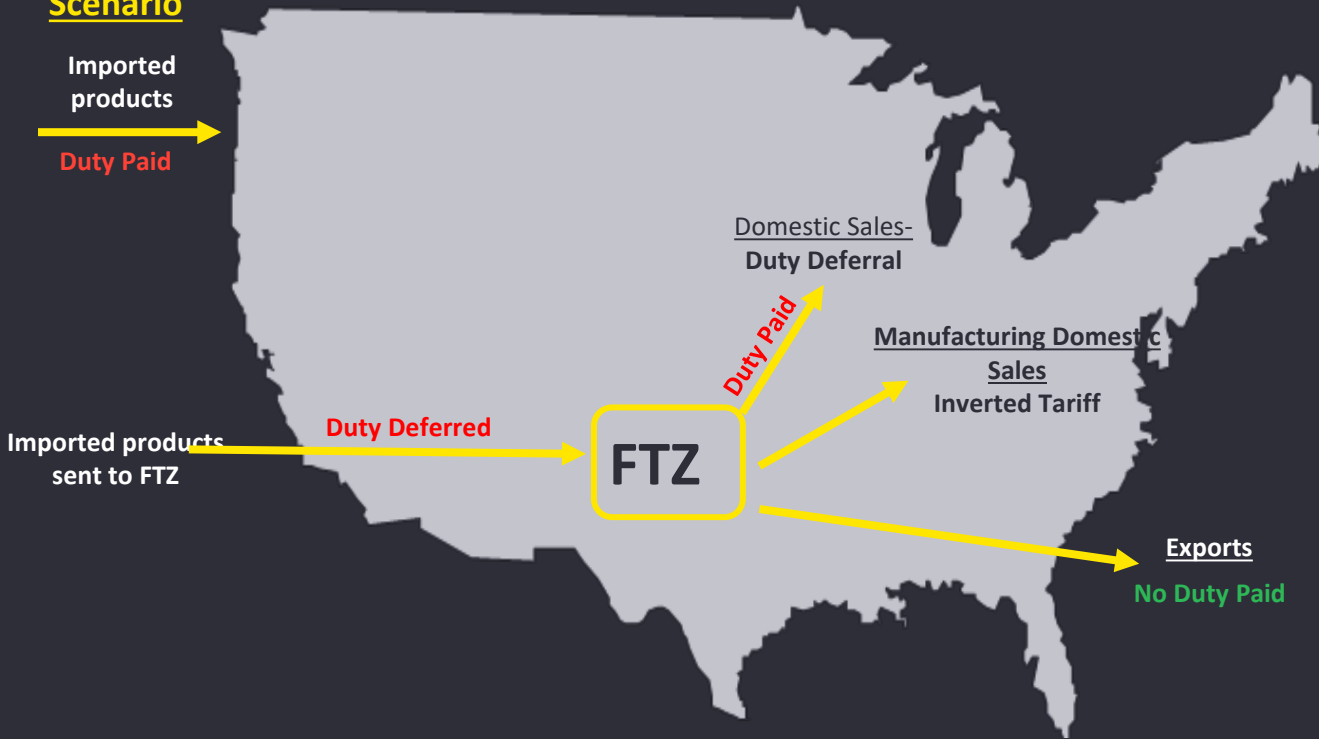 Scenario
Imported
products
Duty Paid
Domestic Sales-
Duty Deferral
Duty Paid
Manufacturing Domestic
Sales
Inverted Tariff
Imported products
sent to FTZ
Duty Deferred
FTZ
Exports
No Duty Paid